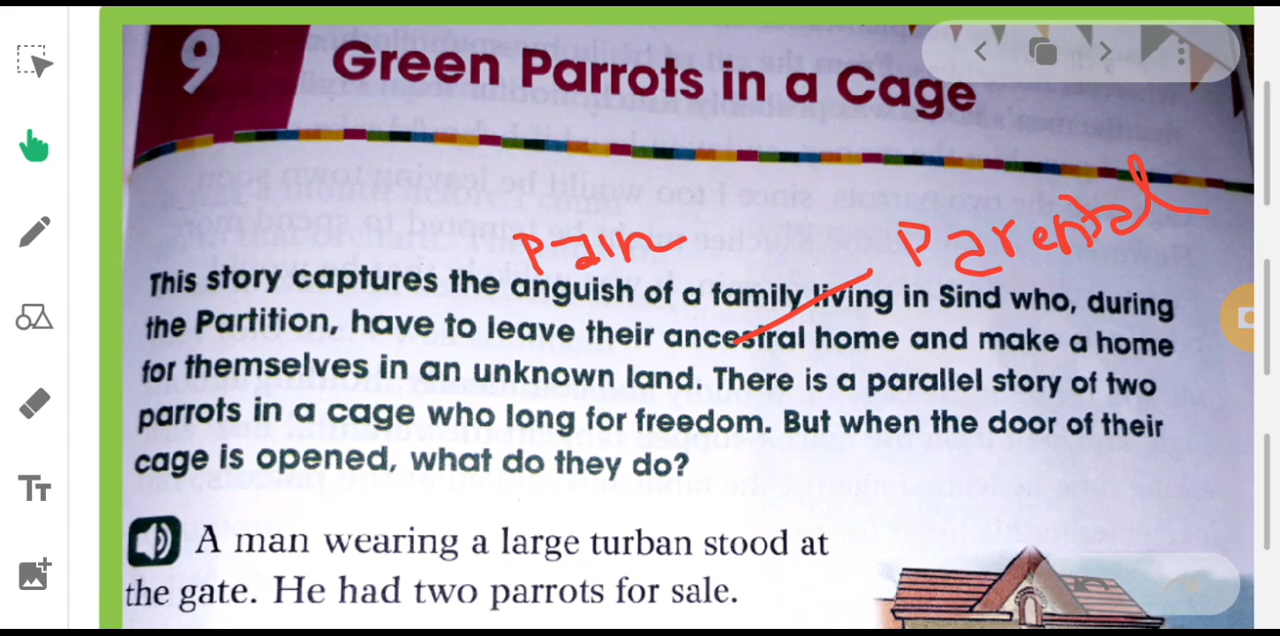 9 Green Parrots in a Cage
Pain Parental
This story captures the anguish of a family living in Sind who, during
the Partition, have to leave their ancestral home and make a home
for themselves in an unknown land. There is a parallel story of two
parrots in a cage who long for freedom. But when the door of their
cage is opened, what do they do?
A man wearing a large turban stood at
the gate. He had two parrots for sale.
TT